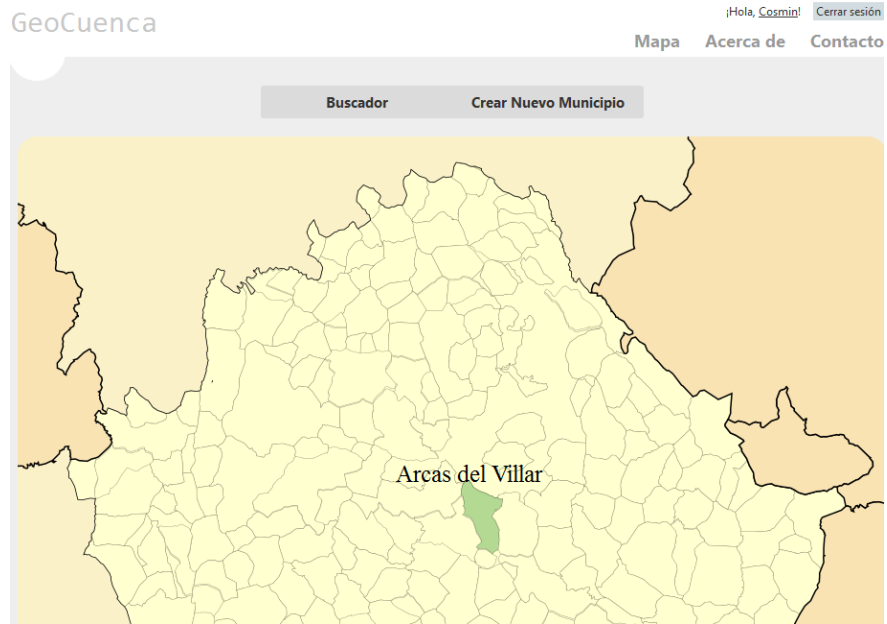 ¡Hola, Cosmin! Cerrar sesión
GeoCuenca
Mapa Acerca de Contacto
Buscador Crear Nuevo Municipio
Arcas del Villar